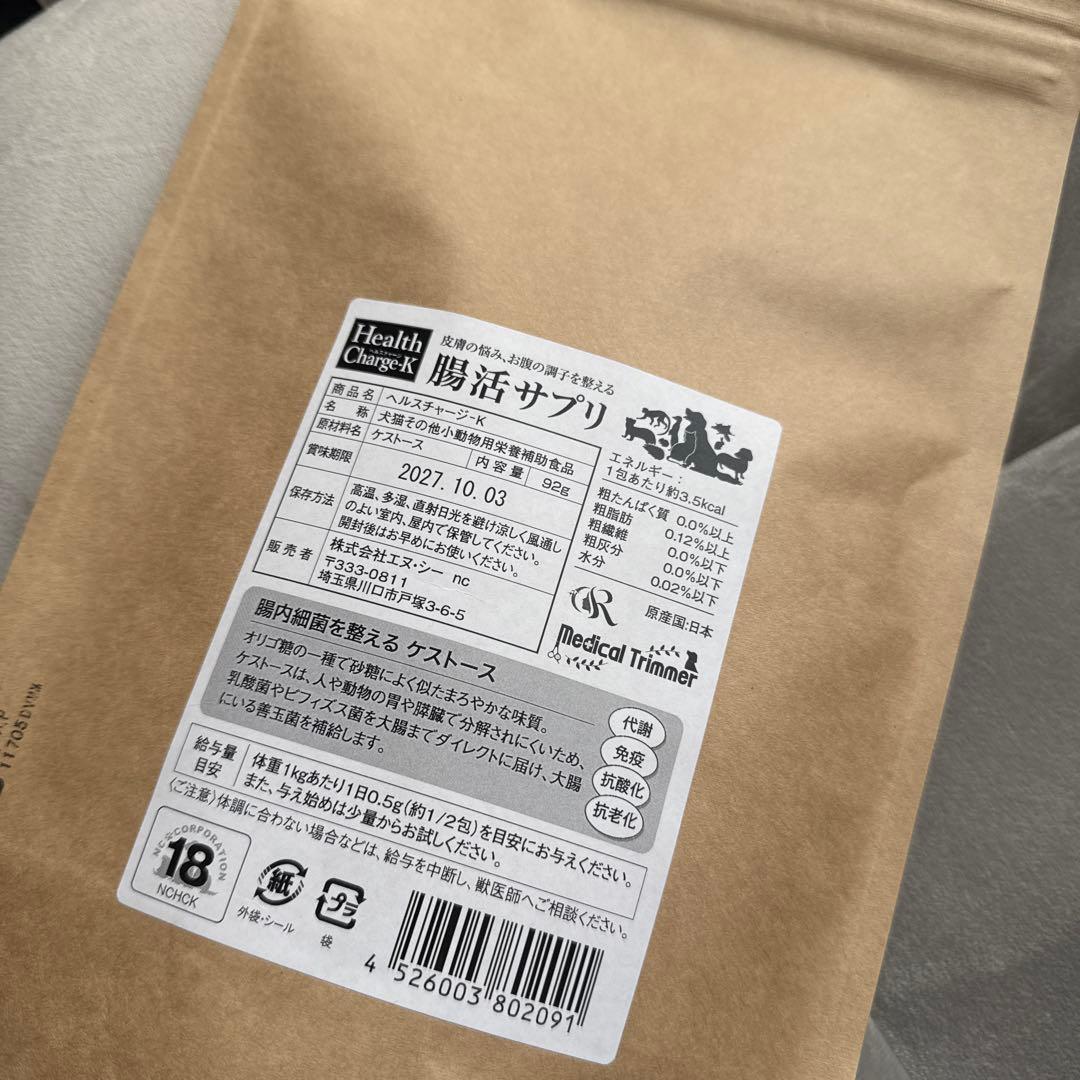 Health
ヘルスチャージ
Charge-K
皮膚の悩み、お腹の調子を整える
腸活サプリ
商品名 ヘルスチャージ-K
名称 犬猫その他小動物用栄養補助食品
原材料名 ケストース 内容量 92g
賞味期限 2027.10.03
保存方法 高温、多湿、直射日光を避け涼しく風通し
のよい室内、屋内で保管してください。
開封後はお早めにお使いください。
販売者 株式会社エヌ・シー nc
〒333-0811
埼玉県川口市戸塚3-6-5
エネルギー:
1包あたり約3.5kcal
粗たんぱく質 0.0%以上
粗脂肪 0.12%以上
粗繊維 0.0%以下
粗灰分 0.0%以下
水分 0.02%以下
原産国:日本
Medical Trimmer
腸内細菌を整える ケストース
オリゴ糖の一種で砂糖によく似たまろやかな味質。
ケストースは、人や動物の胃や膵臓で分解されにくいため、
乳酸菌やビフィズス菌を大腸までダイレクトに届け、大腸
にいる善玉菌を補給します。
代謝
免疫
抗酸化
抗老化
給与量
目安
体重1kgあたり1日0.5g(約1/2包)を目安にお与えください。
また、与え始めは少量からお試しください。
〈ご注意〉体調に合わない場合などは、給与を中断し、獣医師へご相談ください。
NC CORPORATION
18
NCHCK
紙
外袋・シール
プラ
袋
4 526003 802091